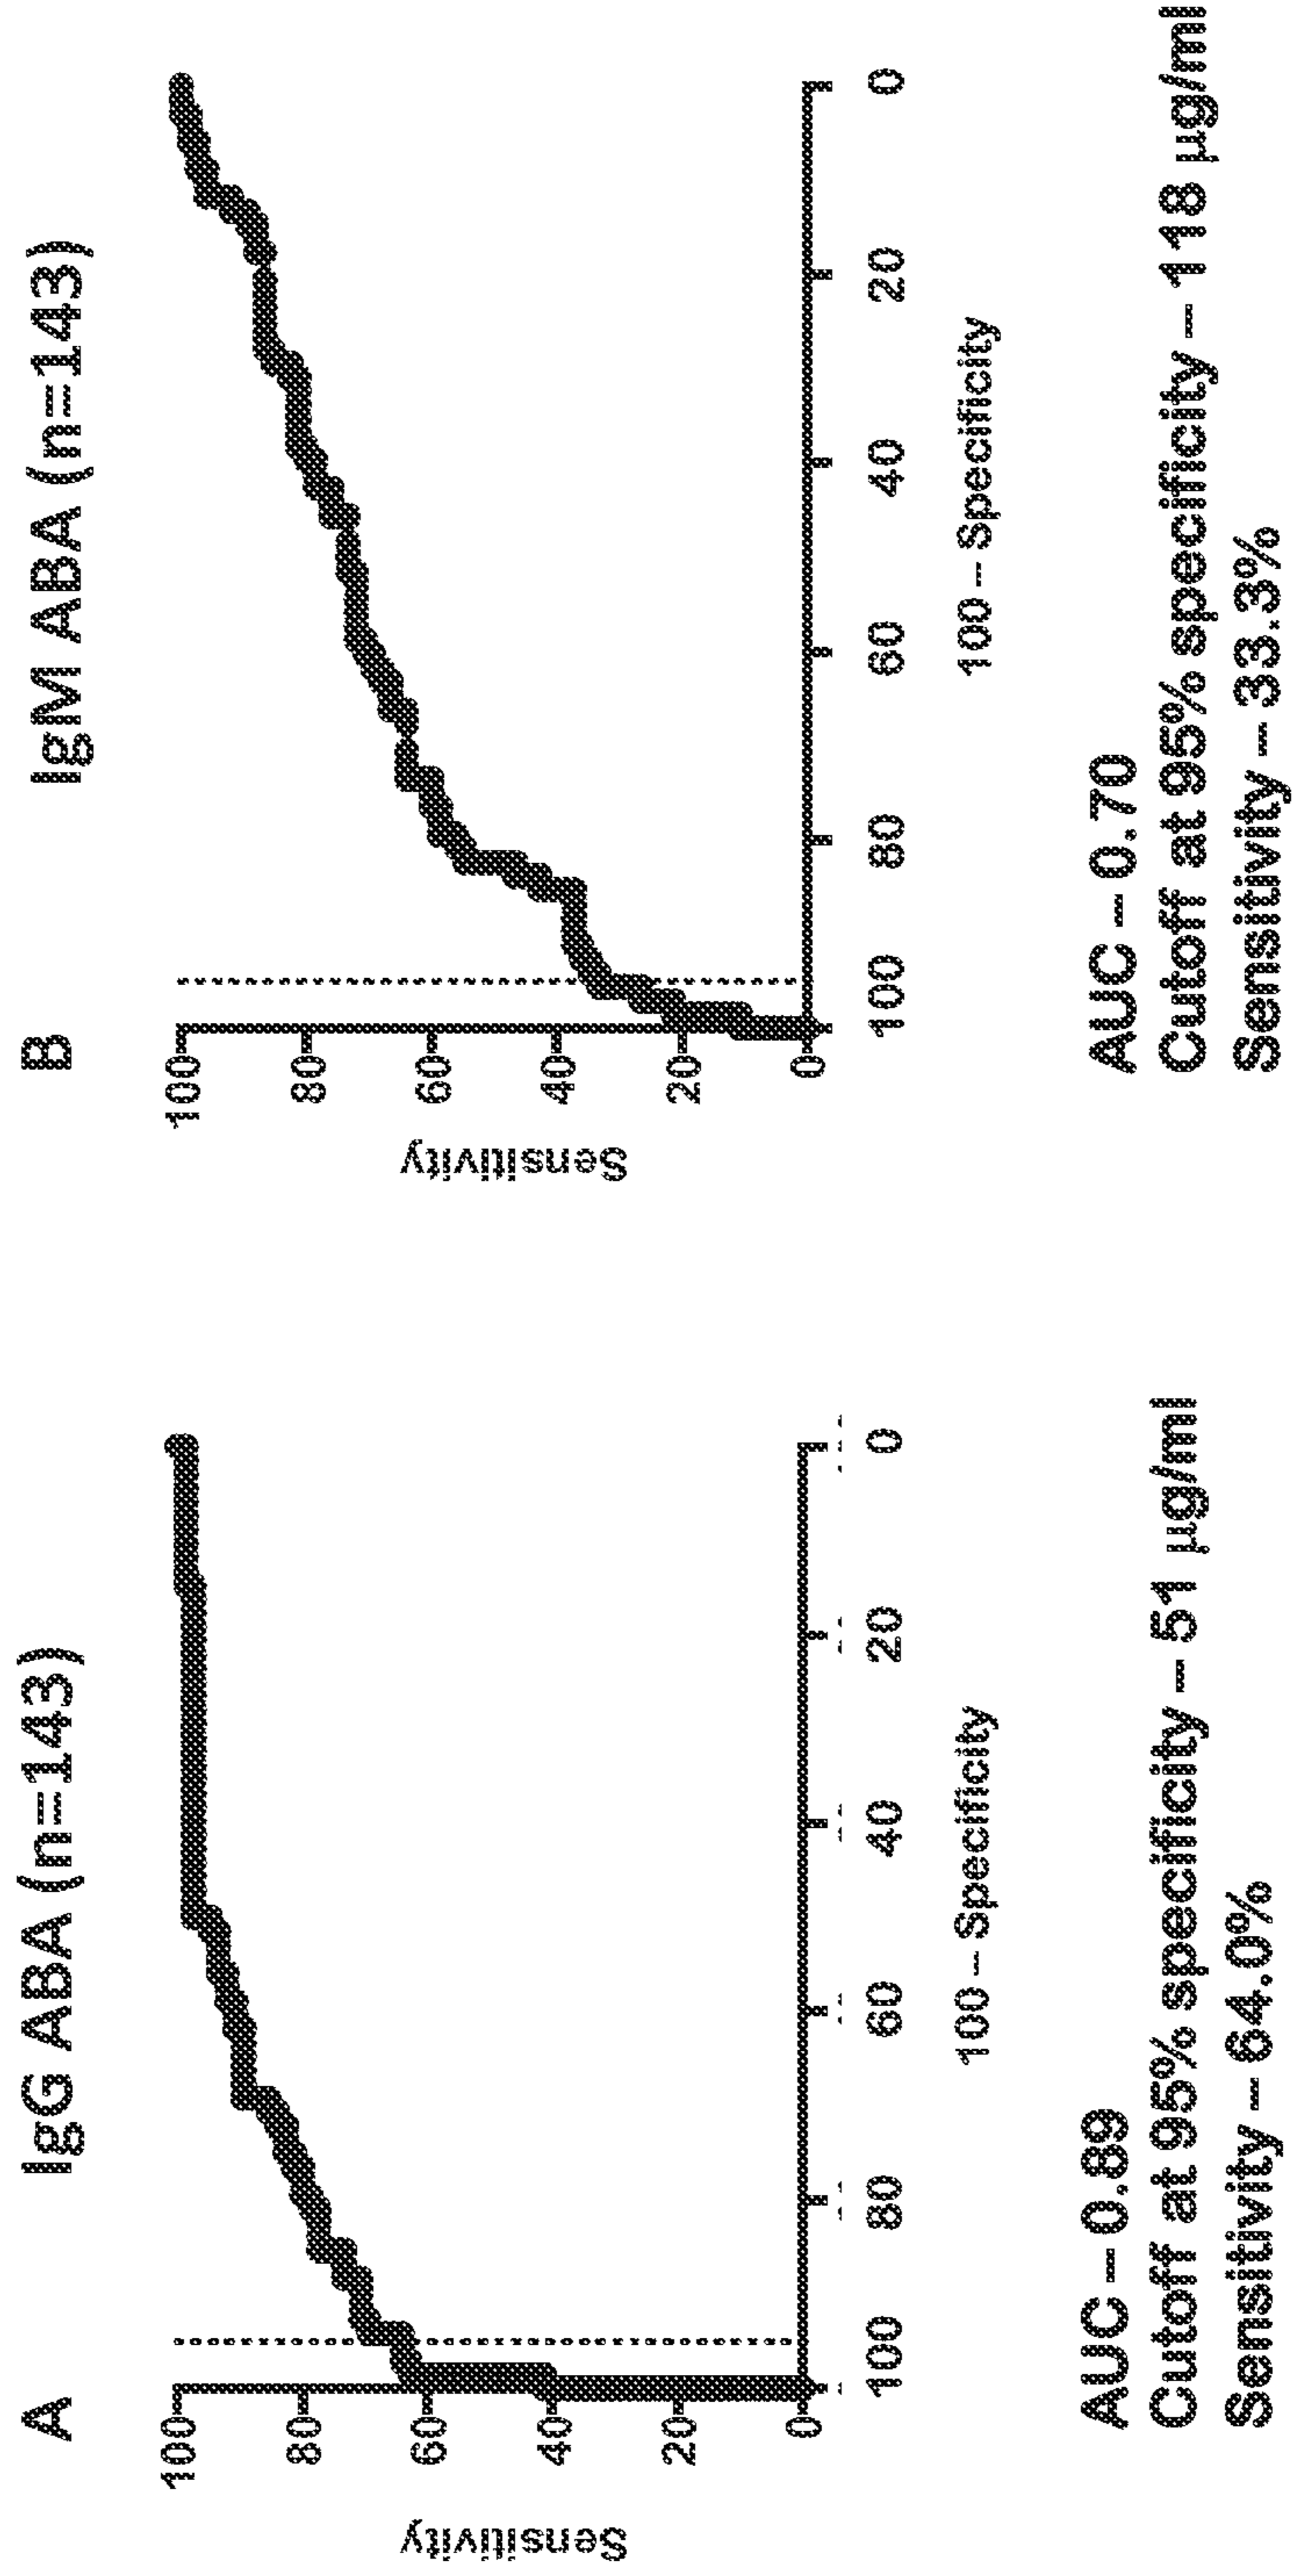 A
IgG ABA (n=143)
Sensitivity
100
80
60
40
20
0
100
80
60
40
20
0
100 – Specificity
AUC – 0.89
Cutoff at 95% specificity – 51 µg/ml
Sensitivity – 64.0%
B
IgM ABA (n=143)
Sensitivity
100
80
60
40
20
0
100
80
60
40
20
0
100 – Specificity
AUC – 0.70
Cutoff at 95% specificity – 118 µg/ml
Sensitivity – 33.3%